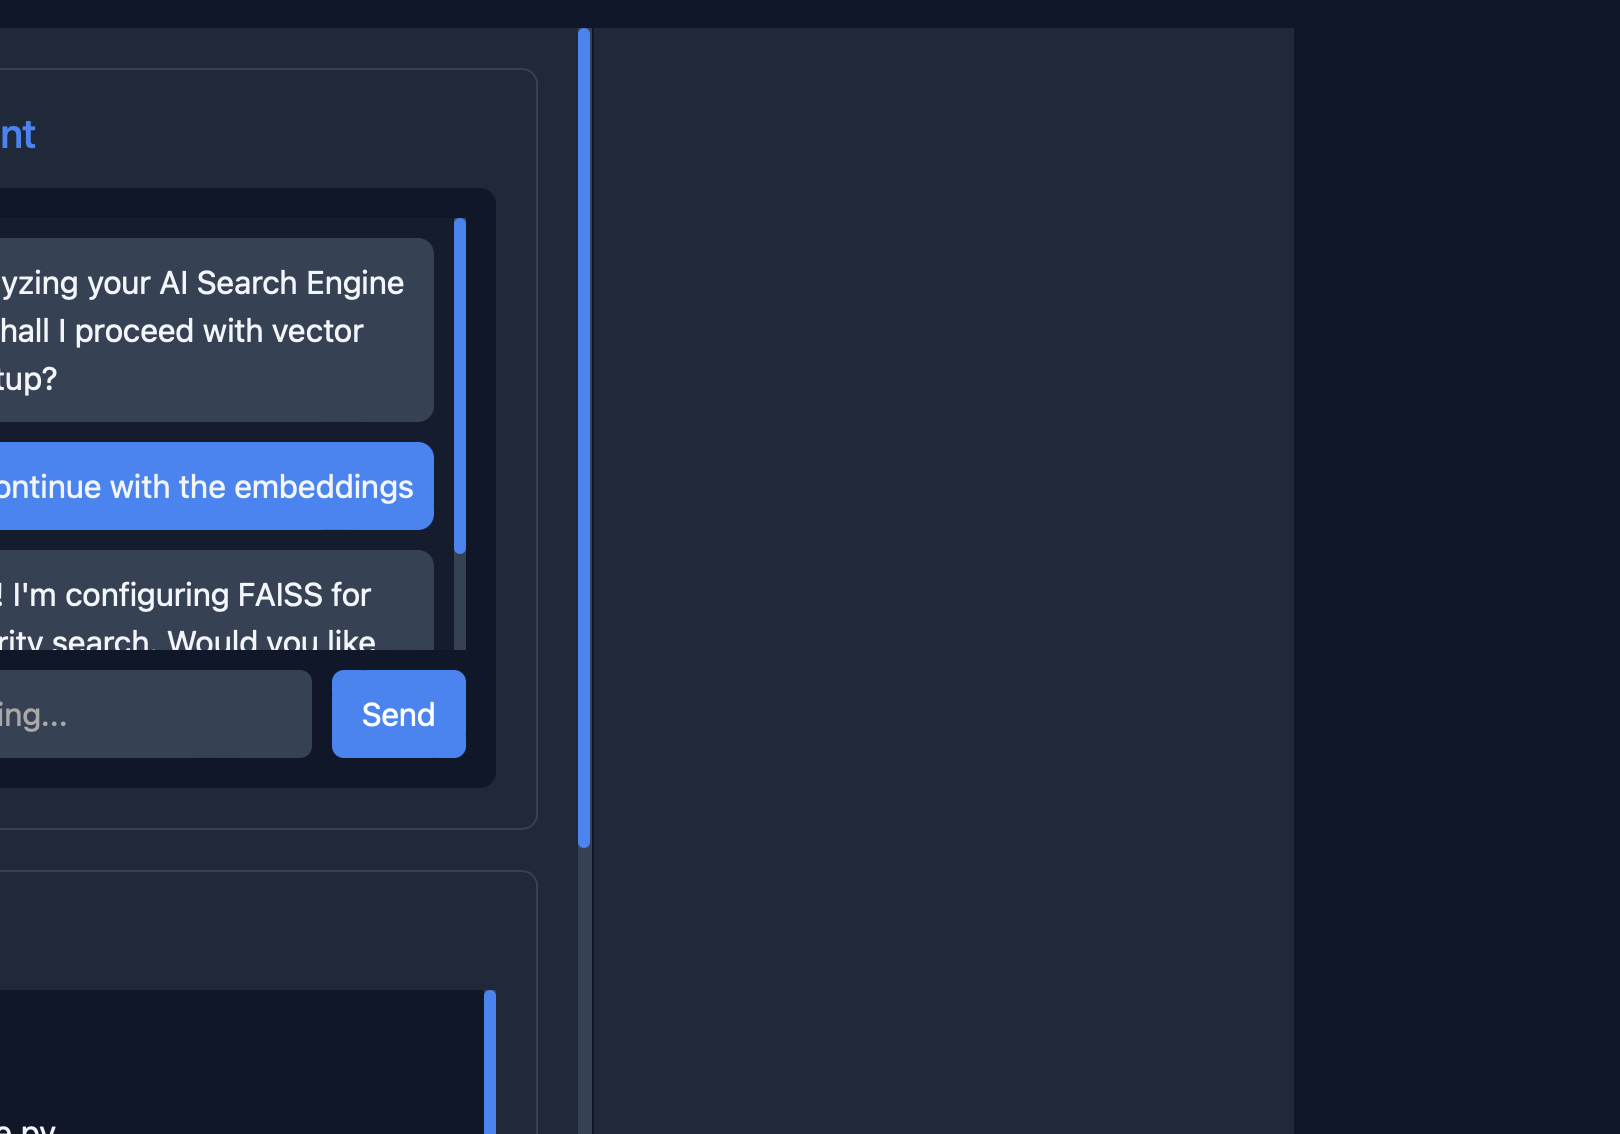 nt
yzing your AI Search Engine
hall I proceed with vector
tup?
ontinue with the embeddings
! I'm configuring FAISS for
rity search. Would you like
ing...
Send
e.py